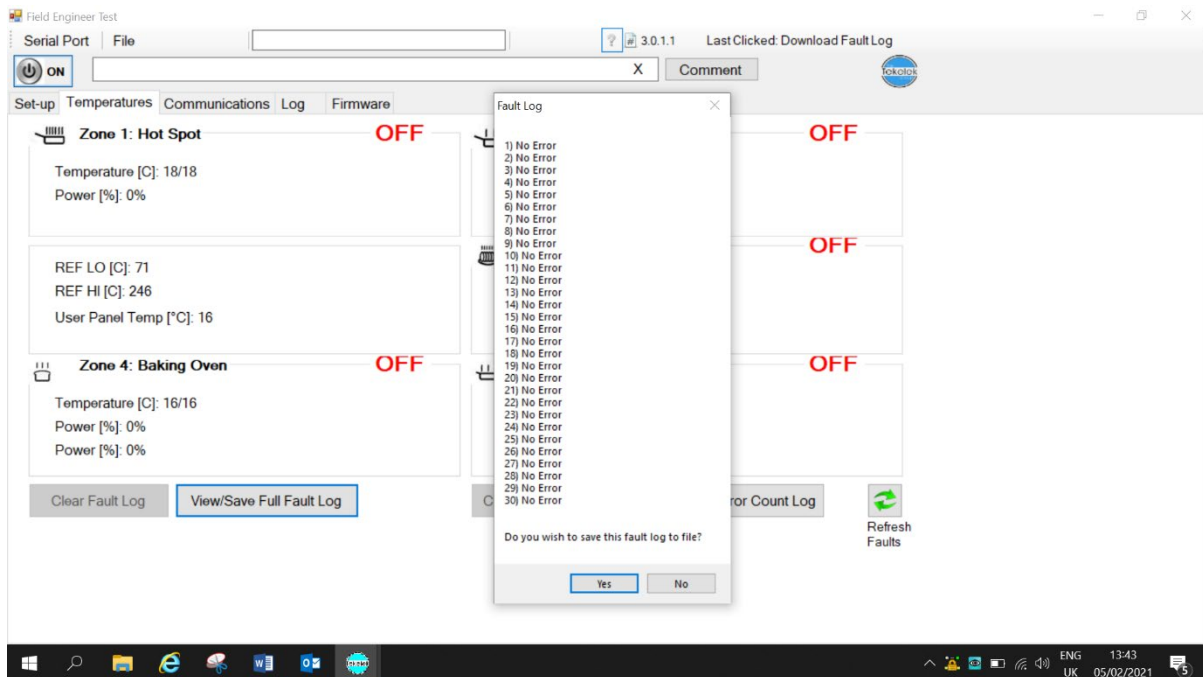 Field Engineer Test
Serial Port File
? # 3.0.1.1 Last Clicked: Download Fault Log
ON X Comment Tokolok
Set-up Temperatures Communications Log Firmware
Zone 1: Hot Spot OFF
Temperature [C]: 18/18
Power [%]: 0%
REF LO [C]: 71
REF HI [C]: 246
User Panel Temp [°C]: 16
Zone 4: Baking Oven OFF
Temperature [C]: 16/16
Power [%]: 0%
Power [%]: 0%
Clear Fault Log View/Save Full Fault Log
Fault Log
1) No Error
2) No Error
3) No Error
4) No Error
5) No Error
6) No Error
7) No Error
8) No Error
9) No Error
10) No Error
11) No Error
12) No Error
13) No Error
14) No Error
15) No Error
16) No Error
17) No Error
18) No Error
19) No Error
20) No Error
21) No Error
22) No Error
23) No Error
24) No Error
25) No Error
26) No Error
27) No Error
28) No Error
29) No Error
30) No Error
Do you wish to save this fault log to file?
Yes No
OFF
OFF
OFF
C ror Count Log
Refresh
Faults
ENG 13:43
UK 05/02/2021 5